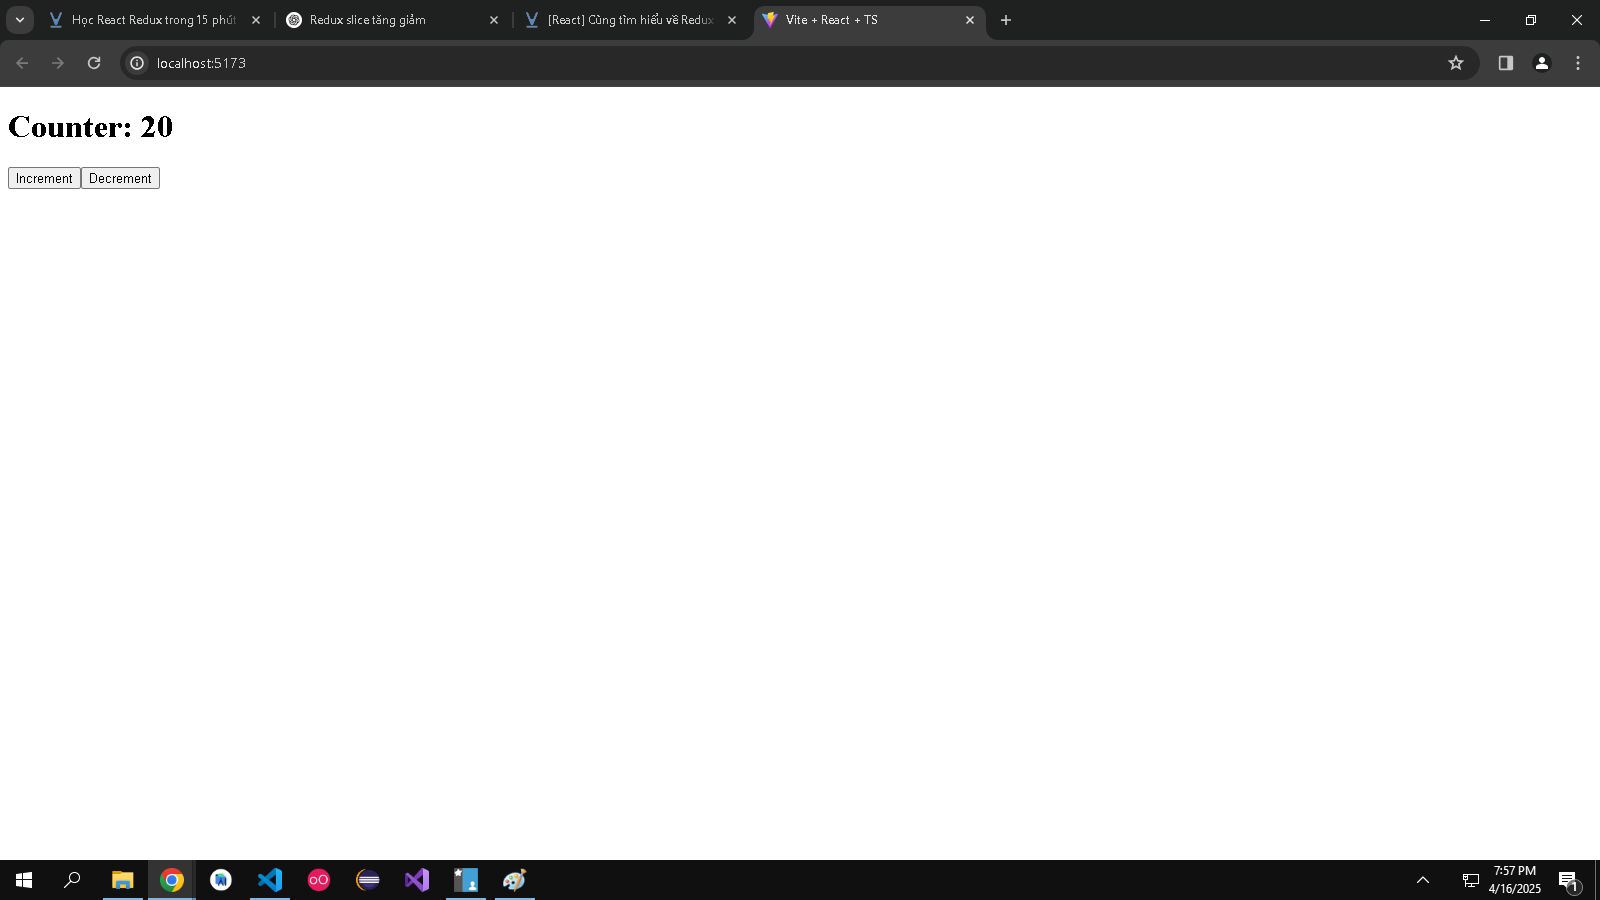 Học React Redux trong 15 phút
Redux slice tăng giảm
[React] Cùng tìm hiểu về Redux
Vite + React + TS
localhost:5173
Counter: 20
Increment
Decrement
7:57 PM
4/16/2025
1